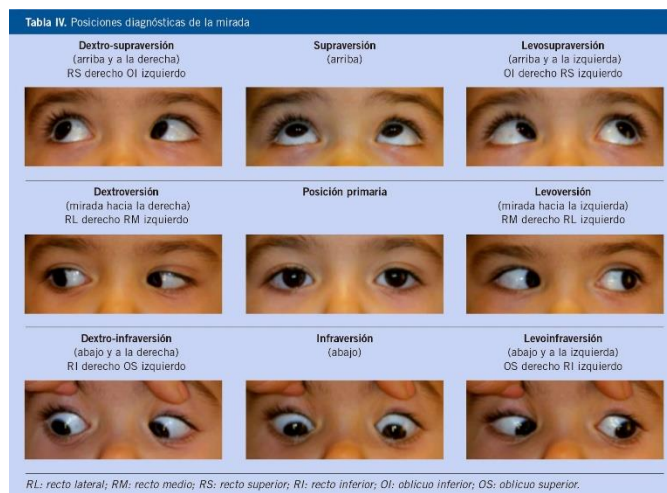 Tabla IV. Posiciones diagnósticas de la mirada
Dextro-supraversión
(arriba y a la derecha)
RS derecho OI izquierdo
Supraversión
(arriba)
Levosupraversión
(arriba y a la izquierda)
OI derecho RS izquierdo
Dextroversión
(mirada hacia la derecha)
RL derecho RM izquierdo
Posición primaria
Levoversión
(mirada hacia la izquierda)
RM derecho RL izquierdo
Dextro-infraversión
(abajo y a la derecha)
RI derecho OS izquierdo
Infraversión
(abajo)
Levoinfraversión
(abajo y a la izquierda)
OS derecho RI izquierdo
RL: recto lateral; RM: recto medio; RS: recto superior; RI: recto inferior; OI: oblicuo inferior; OS: oblicuo superior.